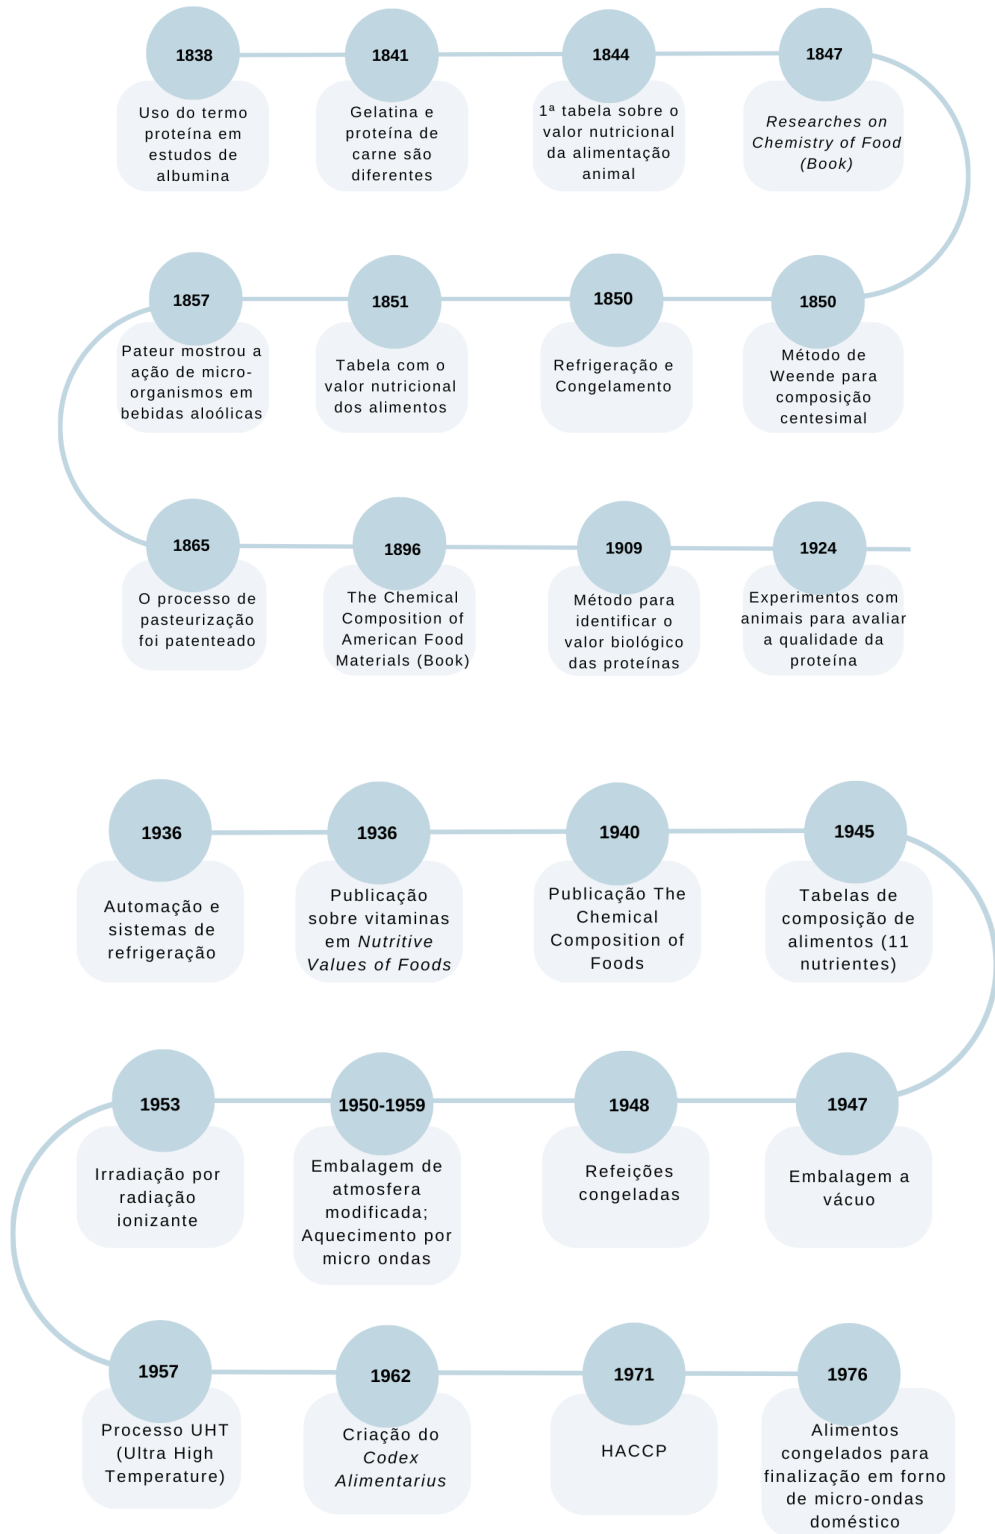 1838
Uso do termo
proteína em
estudos de
albumina
1841
Gelatina e
proteína de
carne são
diferentes
1844
1ª tabela sobre o
valor nutricional
da alimentação
animal
1847
Researches on
Chemistry of Food
(Book)
1857
Pateur mostrou a
ação de micro-
organismos em
bebidas aloólicas
1851
Tabela com o
valor nutricional
dos alimentos
1850
Refrigeração e
Congelamento
1850
Método de
Weende para
composição
centesimal
1865
O processo de
pasteurização
foi patenteado
1896
The Chemical
Composition of
American Food
Materials (Book)
1909
Método para
identificar o
valor biológico
das proteínas
1924
Experimentos com
animais para avaliar
a qualidade da
proteína
1936
Automação e
sistemas de
refrigeração
1936
Publicação
sobre vitaminas
em Nutritive
Values of Foods
1940
Publicação The
Chemical
Composition of
Foods
1945
Tabelas de
composição de
alimentos (11
nutrientes)
1953
Irradiação por
radiação
ionizante
1950-1959
Embalagem de
atmosfera
modificada;
Aquecimento por
micro ondas
1948
Refeições
congeladas
1947
Embalagem a
vácuo
1957
Processo UHT
(Ultra High
Temperature)
1962
Criação do
Codex
Alimentarius
1971
HACCP
1976
Alimentos
congelados para
finalização em forno
de micro-ondas
doméstico